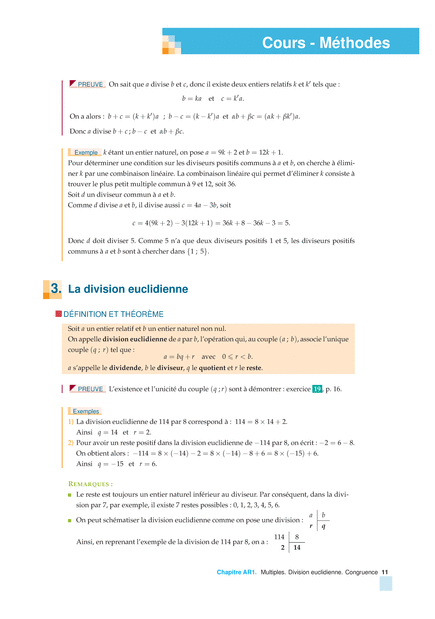 Cours - Méthodes
PREUVE On sait que a divise b et c, donc il existe deux entiers relatifs k et k′ tels que :
b = ka et c = k′a.
On a alors : b + c = (k + k′)a ; b − c = (k − k′)a et αb + βc = (αk + βk′)a.
Donc a divise b + c ; b − c et αb + βc.
Exemple k étant un entier naturel, on pose a = 9k + 2 et b = 12k + 1.
Pour déterminer une condition sur les diviseurs positifs communs à a et b, on cherche à élimi-
ner k par une combinaison linéaire. La combinaison linéaire qui permet d'éliminer k consiste à
trouver le plus petit multiple commun à 9 et 12, soit 36.
Soit d un diviseur commun à a et b.
Comme d divise a et b, il divise aussi c = 4a − 3b, soit
c = 4(9k + 2) − 3(12k + 1) = 36k + 8 − 36k − 3 = 5.
Donc d doit diviser 5. Comme 5 n'a que deux diviseurs positifs 1 et 5, les diviseurs positifs
communs à a et b sont à chercher dans {1 ; 5}.
3. La division euclidienne
DÉFINITION ET THÉORÈME
Soit a un entier relatif et b un entier naturel non nul.
On appelle division euclidienne de a par b, l'opération qui, au couple (a ; b), associe l'unique
couple (q ; r) tel que :
a = bq + r avec 0 ⩽ r < b.
a s'appelle le dividende, b le diviseur, q le quotient et r le reste.
PREUVE L'existence et l'unicité du couple (q ; r) sont à démontrer : exercice 19, p. 16.
Exemples
1) La division euclidienne de 114 par 8 correspond à : 114 = 8 × 14 + 2.
Ainsi q = 14 et r = 2.
2) Pour avoir un reste positif dans la division euclidienne de −114 par 8, on écrit : −2 = 6 − 8.
On obtient alors : −114 = 8 × (−14) − 2 = 8 × (−14) − 8 + 6 = 8 × (−15) + 6.
Ainsi q = −15 et r = 6.
REMARQUES :
Le reste est toujours un entier naturel inférieur au diviseur. Par conséquent, dans la divi-
sion par 7, par exemple, il existe 7 restes possibles : 0, 1, 2, 3, 4, 5, 6.
On peut schématiser la division euclidienne comme on pose une division :
a b
r q
Ainsi, en reprenant l'exemple de la division de 114 par 8, on a :
114 8
2 14
Chapitre AR1. Multiples. Division euclidienne. Congruence 11